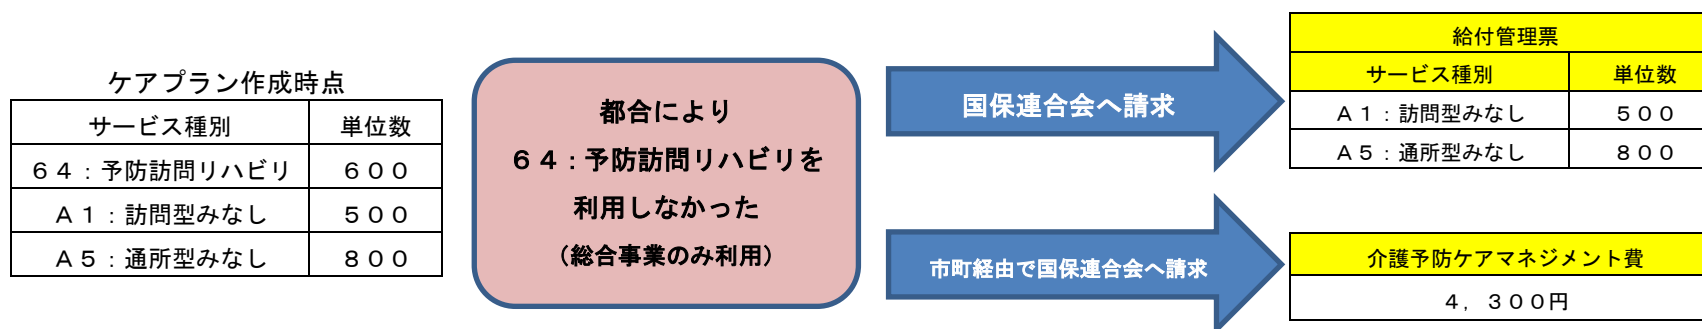 ケアプラン作成時点
サービス種別 単位数
６４：予防訪問リハビリ ６００
Ａ１：訪問型みなし ５００
Ａ５：通所型みなし ８００
都合により
６４：予防訪問リハビリを
利用しなかった
（総合事業のみ利用）
国保連合会へ請求
市町経由で国保連合会へ請求
給付管理票
サービス種別 単位数
Ａ１：訪問型みなし ５００
Ａ５：通所型みなし ８００
介護予防ケアマネジメント費
４，３００円